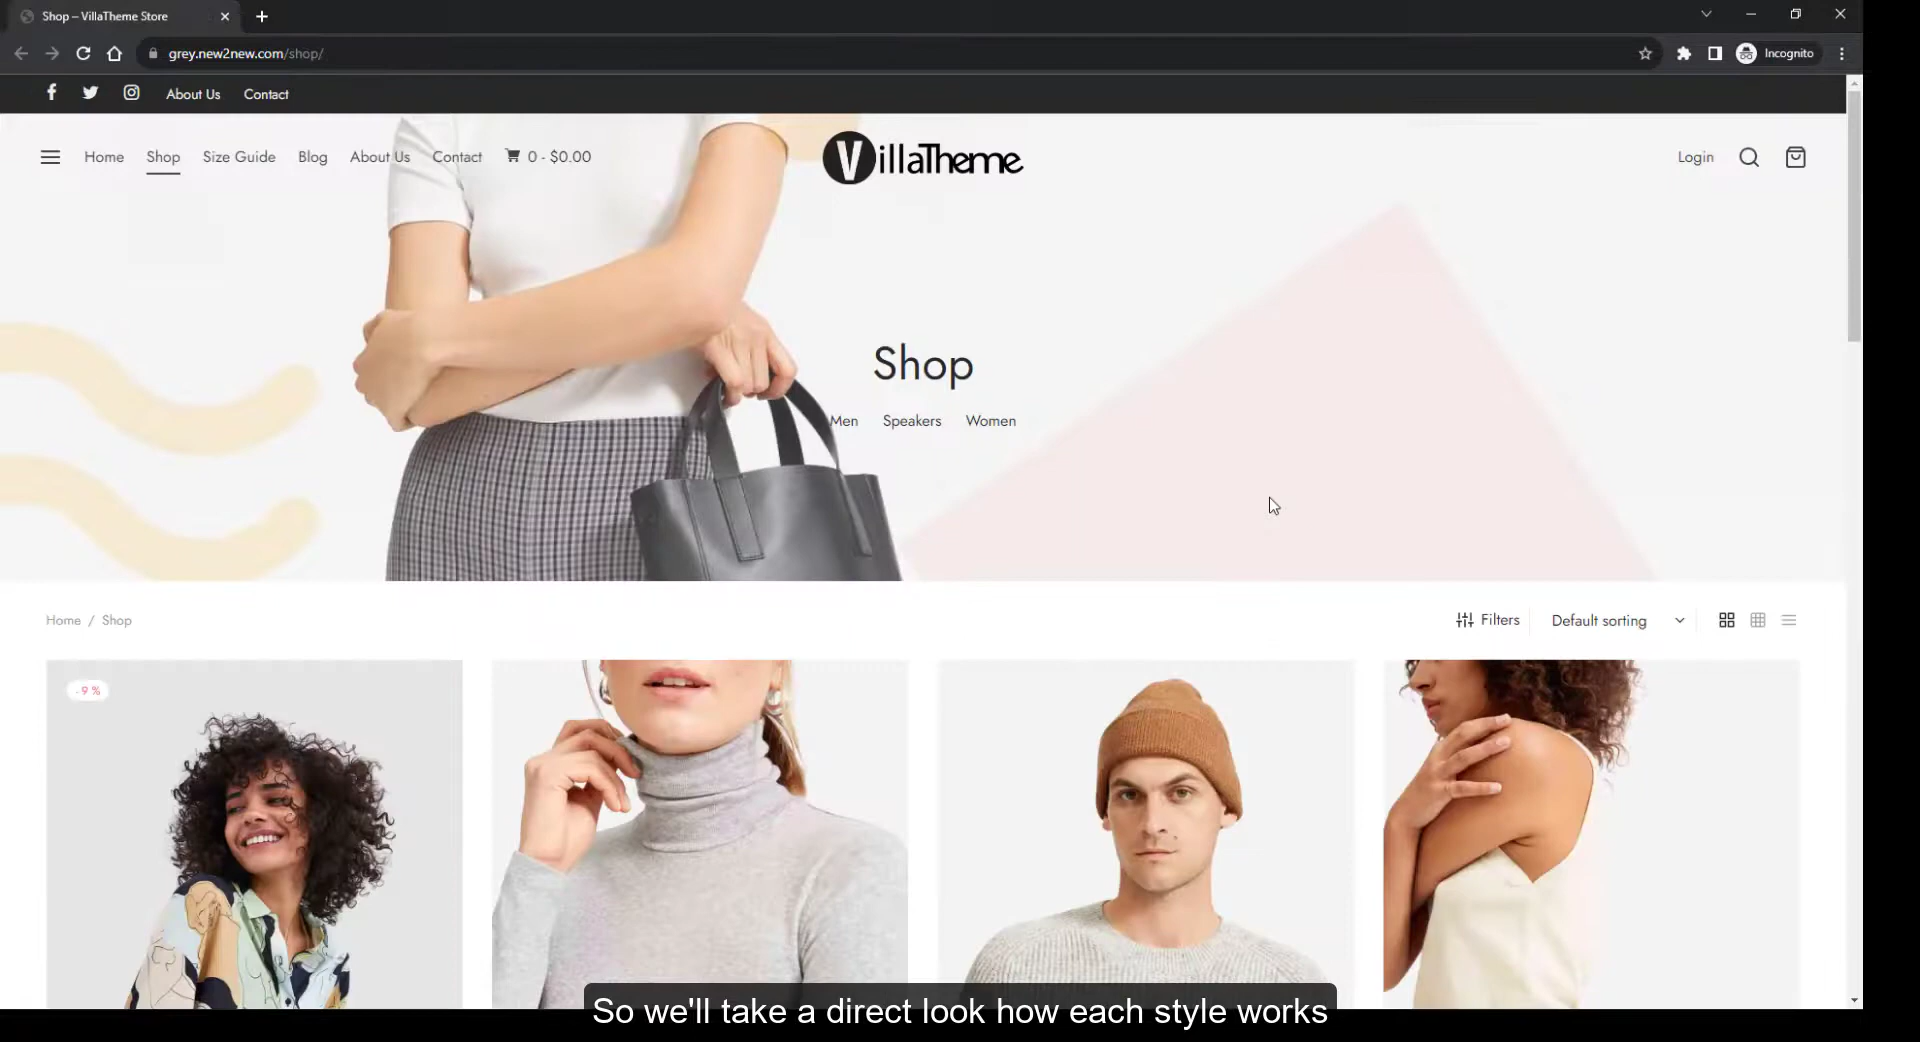 Shop – VillaTheme Store
grey.new2new.com/shop/
Incognito
About Us Contact
Home Shop Size Guide Blog About Us Contact 0 - $0.00
VillaTheme
Login
Shop
Men Speakers Women
Home / Shop
Filters Default sorting
-9%
So we'll take a direct look how each style works